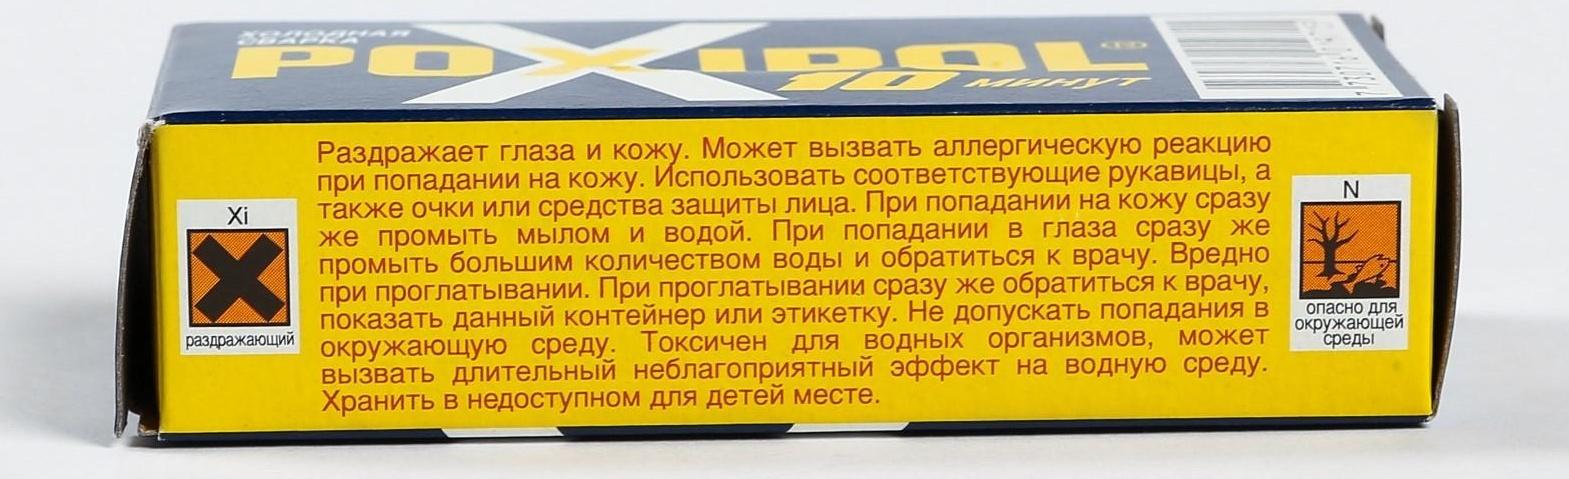 ХОЛОДНАЯ
СВАРКА
POXIPOL®
10 МИНУТ
Xi
раздражающий
Раздражает глаза и кожу. Может вызвать аллергическую реакцию
при попадании на кожу. Использовать соответствующие рукавицы, а
также очки или средства защиты лица. При попадании на кожу сразу
же промыть мылом и водой. При попадании в глаза сразу же
промыть большим количеством воды и обратиться к врачу. Вредно
при проглатывании. При проглатывании сразу же обратиться к врачу,
показать данный контейнер или этикетку. Не допускать попадания в
окружающую среду. Токсичен для водных организмов, может
вызвать длительный неблагоприятный эффект на водную среду.
Хранить в недоступном для детей месте.
N
опасно для
окружающей
среды